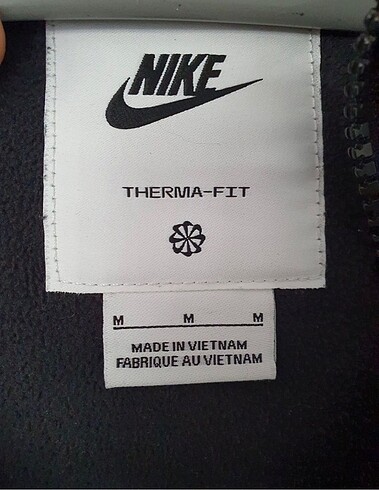 NIKE
THERMA-FIT
M M M
MADE IN VIETNAM
FABRIQUE AU VIETNAM